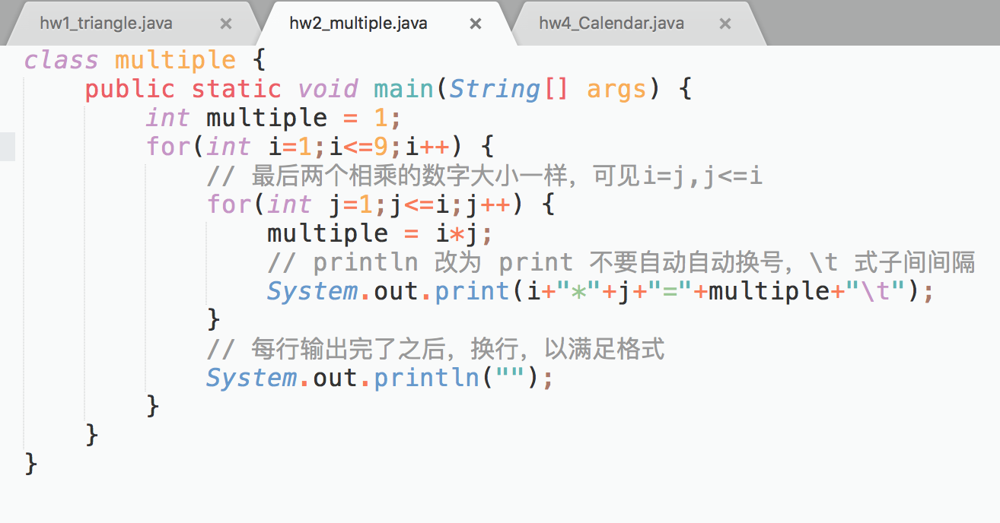 hw1_triangle.java × hw2_multiple.java × hw4_Calendar.java ×
class multiple {
    public static void main(String[] args) {
        int multiple = 1;
        for(int i=1;i<=9;i++) {
            // 最后两个相乘的数字大小一样，可见i=j,j<=i
            for(int j=1;j<=i;j++) {
                multiple = i*j;
                // println 改为 print 不要自动自动换号，\t 式子间间隔
                System.out.print(i+"*"+j+"="+multiple+"\t");
            }
            // 每行输出完了之后，换行，以满足格式
            System.out.println("");
        }
    }
}